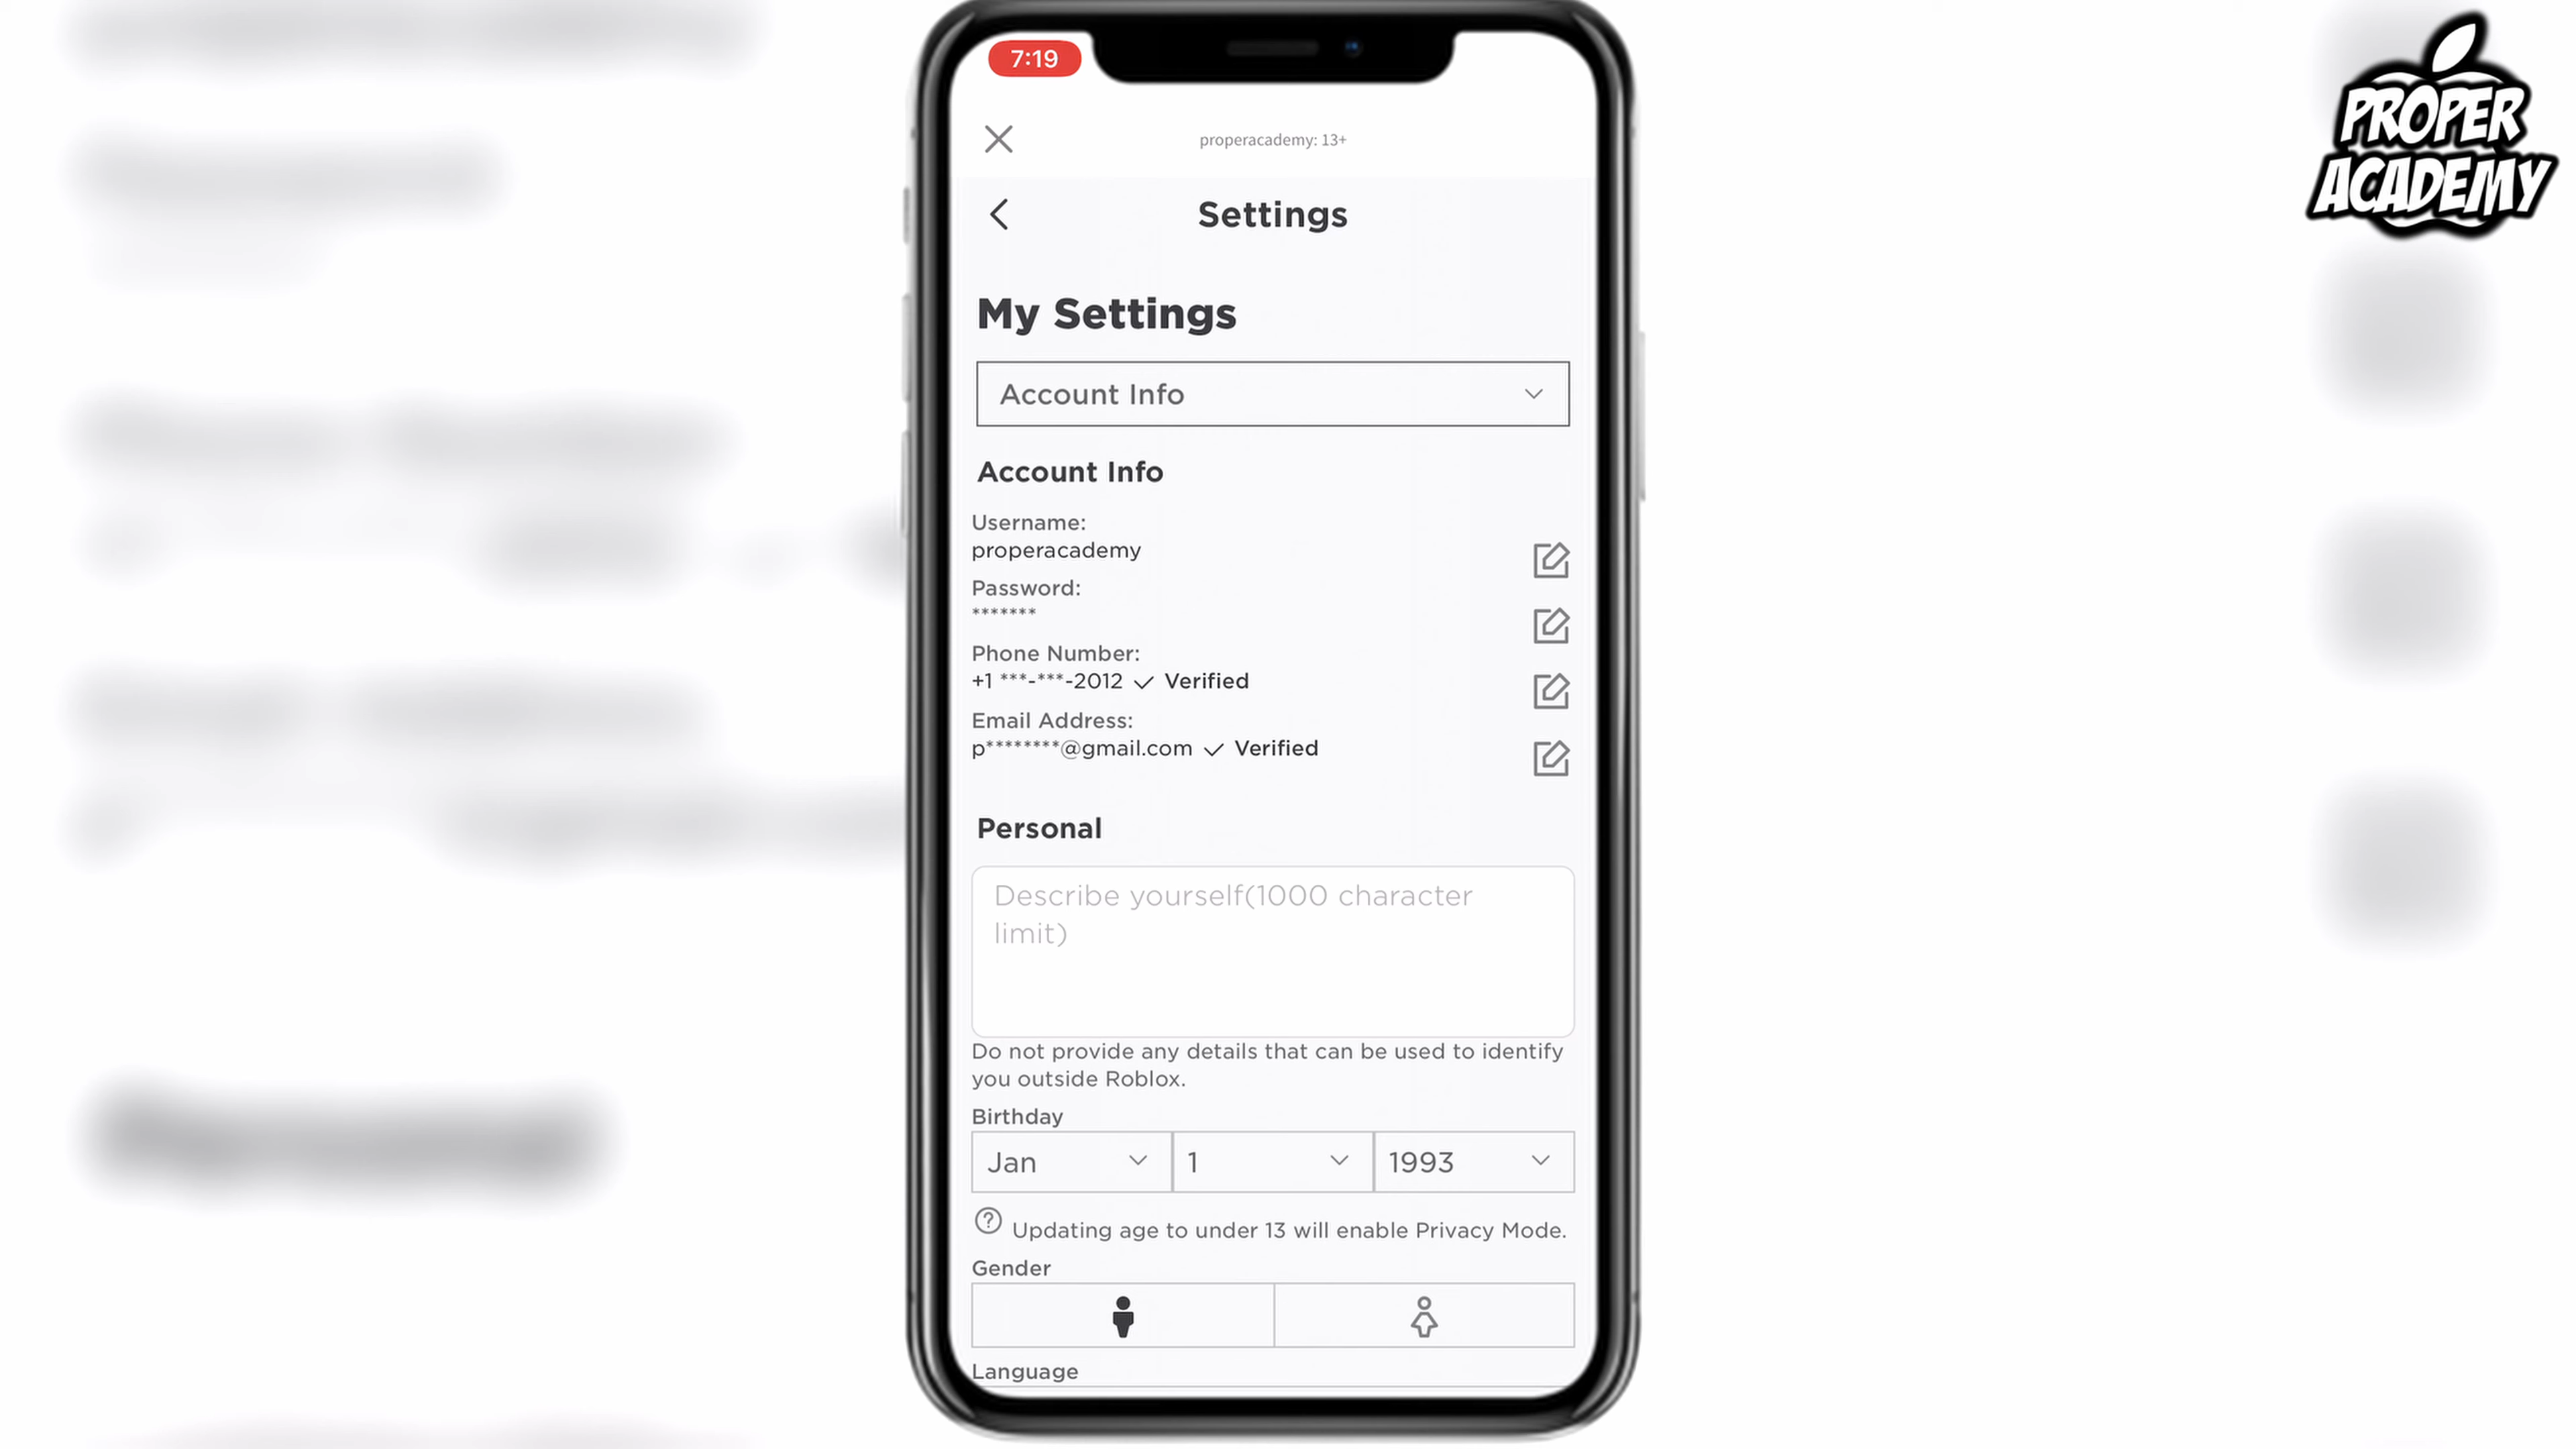 7:19
properacademy: 13+
Settings
My Settings
Account Info
Account Info
Username:
properacademy
Password:
*******
Phone Number:
+1 ***-***-2012 ✓ Verified
Email Address:
p********@gmail.com ✓ Verified
Personal
Describe yourself(1000 character
limit)
Do not provide any details that can be used to identify
you outside Roblox.
Birthday
Jan 1 1993
Updating age to under 13 will enable Privacy Mode.
Gender
Language
PROPER
ACADEMY